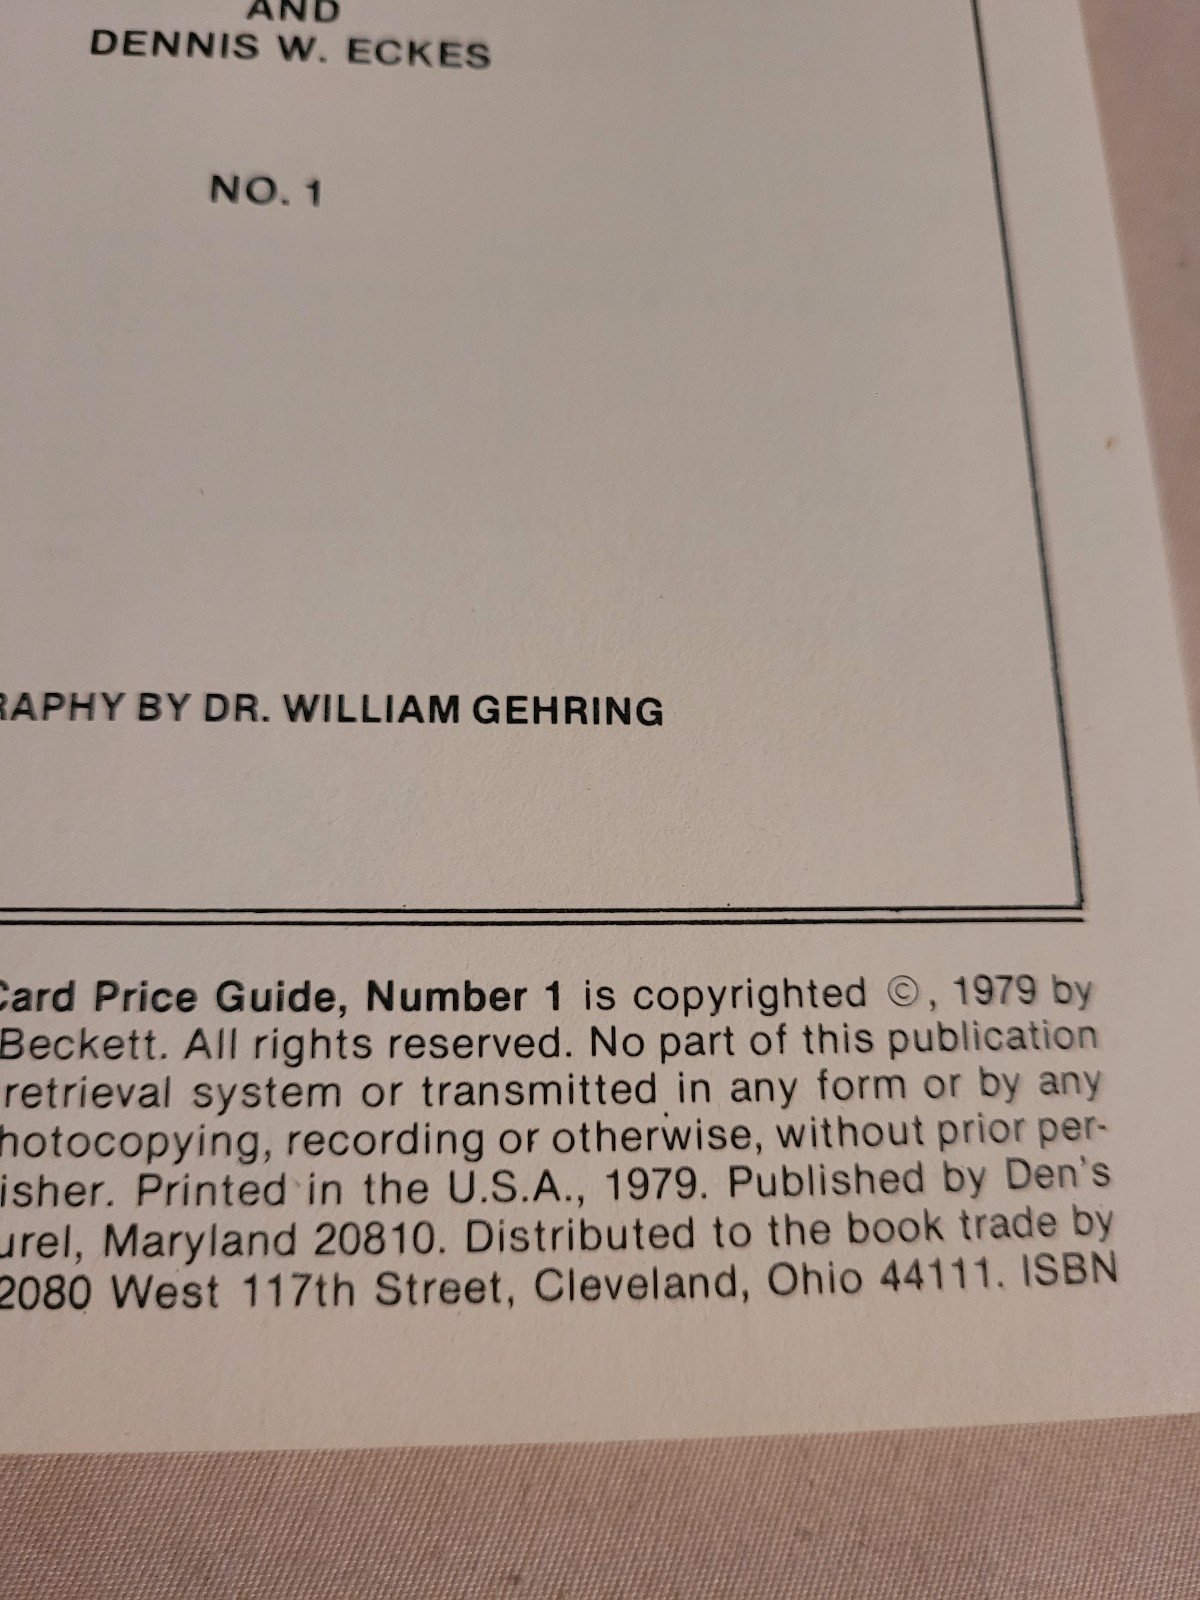 AND
DENNIS W. ECKES
NO. 1
RAPHY BY DR. WILLIAM GEHRING
Card Price Guide, Number 1 is copyrighted ©, 1979 by
Beckett. All rights reserved. No part of this publication
retrieval system or transmitted in any form or by any
hotocopying, recording or otherwise, without prior per-
isher. Printed in the U.S.A., 1979. Published by Den's
urel, Maryland 20810. Distributed to the book trade by
2080 West 117th Street, Cleveland, Ohio 44111. ISBN